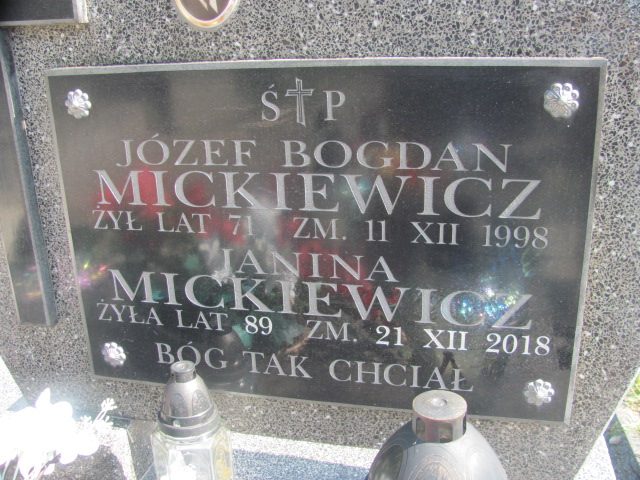 Ś✝P
JÓZEF BOGDAN
MICKIEWICZ
ŻYŁ LAT 71 ZM. 11 XII 1998
JANINA
MICKIEWICZ
ŻYŁA LAT 89 ZM. 21 XII 2018
BÓG TAK CHCIAŁ